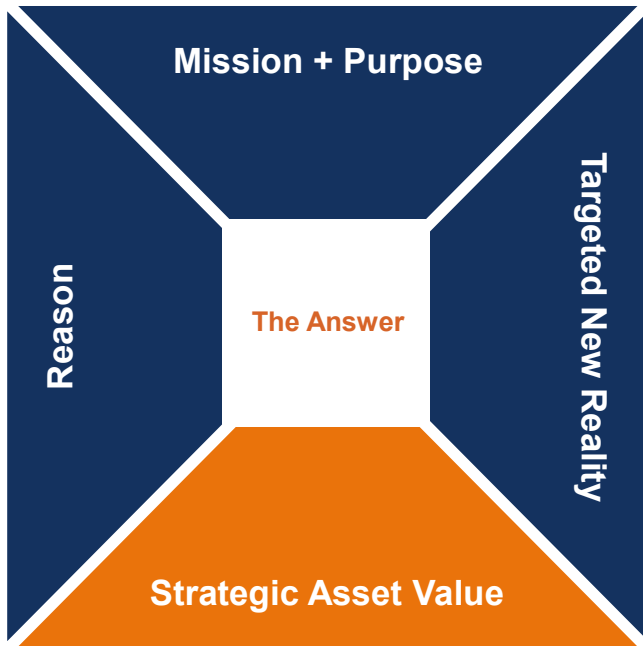 Mission + Purpose
Reason
The Answer
Targeted New Reality
Strategic Asset Value